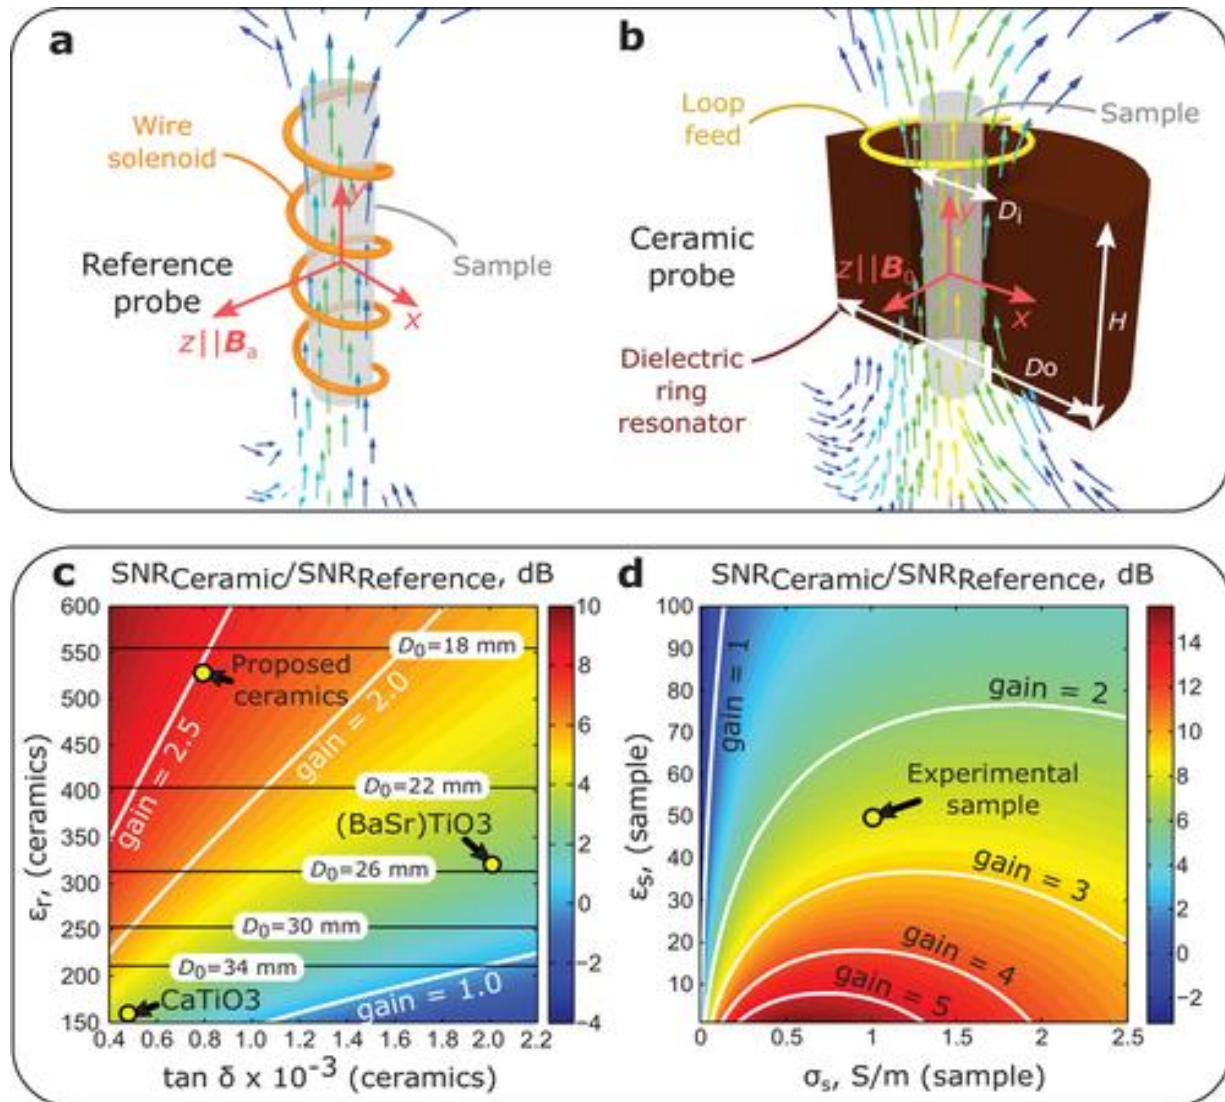 a
Wire
solenoid
Reference
probe
Sample
y
x
z||Ba
b
Loop
feed
Sample
Di
Ceramic
probe
z||B0
y
x
H
Do
Dielectric
ring
resonator
c
SNRCeramic/SNRReference, dB
600
550
500
450
400
350
300
250
200
150
εr, (ceramics)
D0=18 mm
Proposed
ceramics
gain = 2.5
gain = 2.0
D0=22 mm
(BaSr)TiO3
D0=26 mm
D0=30 mm
D0=34 mm
CaTiO3
gain = 1.0
0.4 0.6 0.8 1.0 1.2 1.4 1.6 1.8 2.0 2.2
tan δ x 10⁻³ (ceramics)
10
8
6
4
2
0
−2
−4
d
SNRCeramic/SNRReference, dB
100
90
80
70
60
50
40
30
20
10
εs, (sample)
gain = 1
gain = 2
Experimental
sample
gain = 3
gain = 4
gain = 5
0 0.5 1 1.5 2 2.5
σs, S/m (sample)
14
12
10
8
6
4
2
0
−2